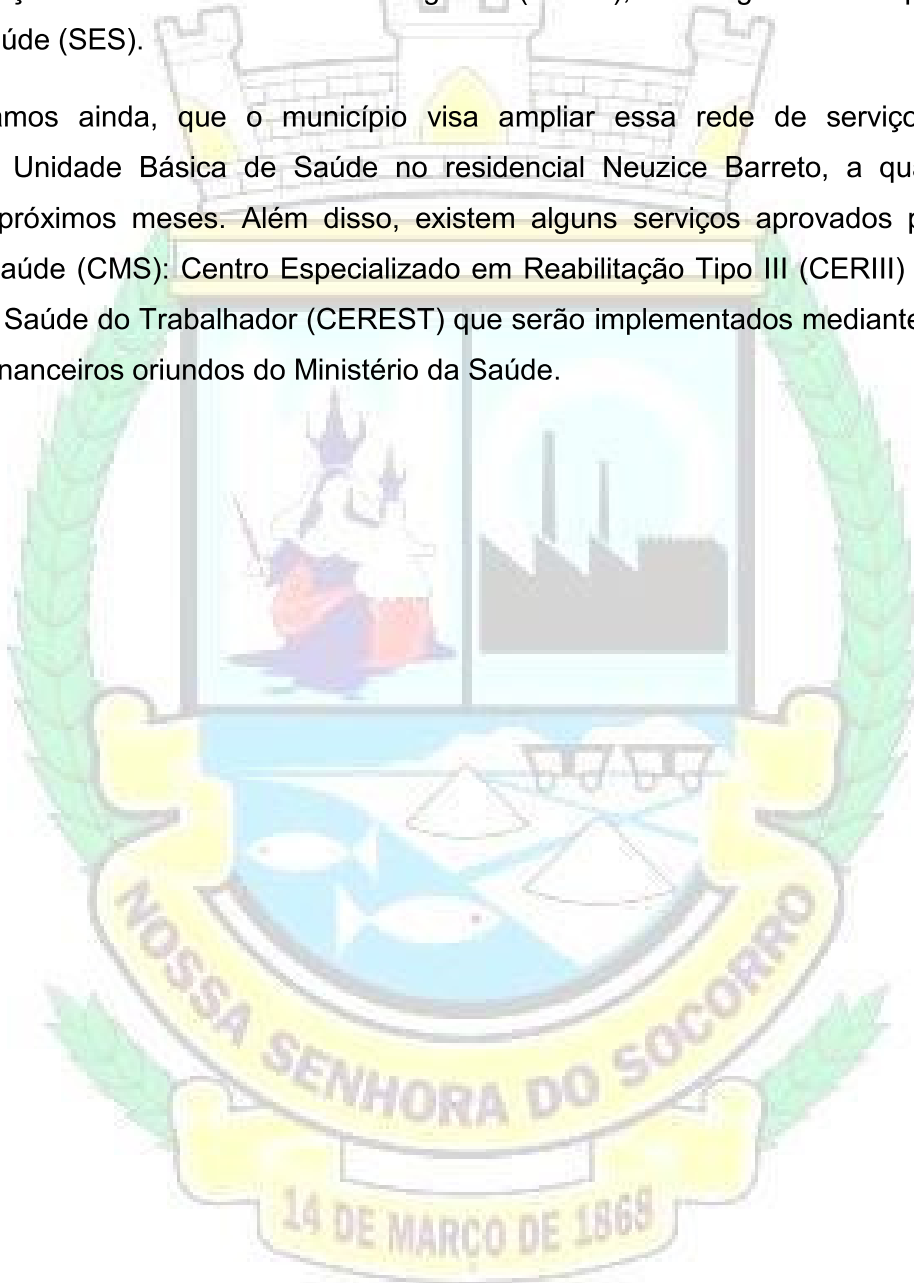 úde (SES).
amos ainda, que o município visa ampliar essa rede de serviço
Unidade Básica de Saúde no residencial Neuzice Barreto, a qua
próximos meses. Além disso, existem alguns serviços aprovados p
aúde (CMS): Centro Especializado em Reabilitação Tipo III (CERIII)
Saúde do Trabalhador (CEREST) que serão implementados mediante
nanceiros oriundos do Ministério da Saúde.
NOSSA SENHORA DO SOCORRO
14 DE MARÇO DE 1868